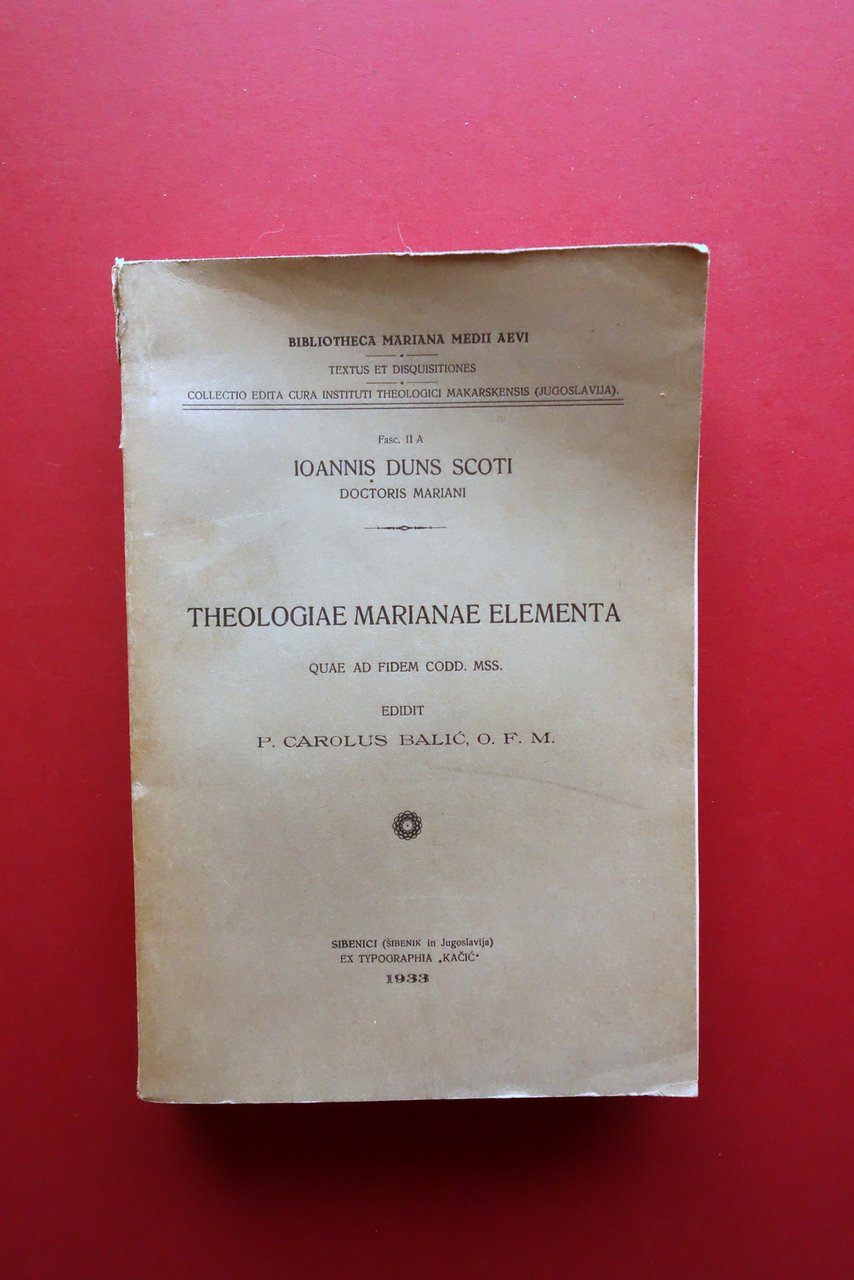 BIBLIOTHECA MARIANA MEDII AEVI
TEXTUS ET DISQUISITIONES
COLLECTIO EDITA CURA INSTITUTI THEOLOGICI MAKARSKENSIS (JUGOSLAVIJA).
Fasc. II A
IOANNIS DUNS SCOTI
DOCTORIS MARIANI
THEOLOGIAE MARIANAE ELEMENTA
QUAE AD FIDEM CODD. MSS.
EDIDIT
P. CAROLUS BALIĆ, O. F. M.
SIBENICI (ŠIBENIK in Jugoslavija)
EX TYPOGRAPHIA „KAČIĆ“
1933